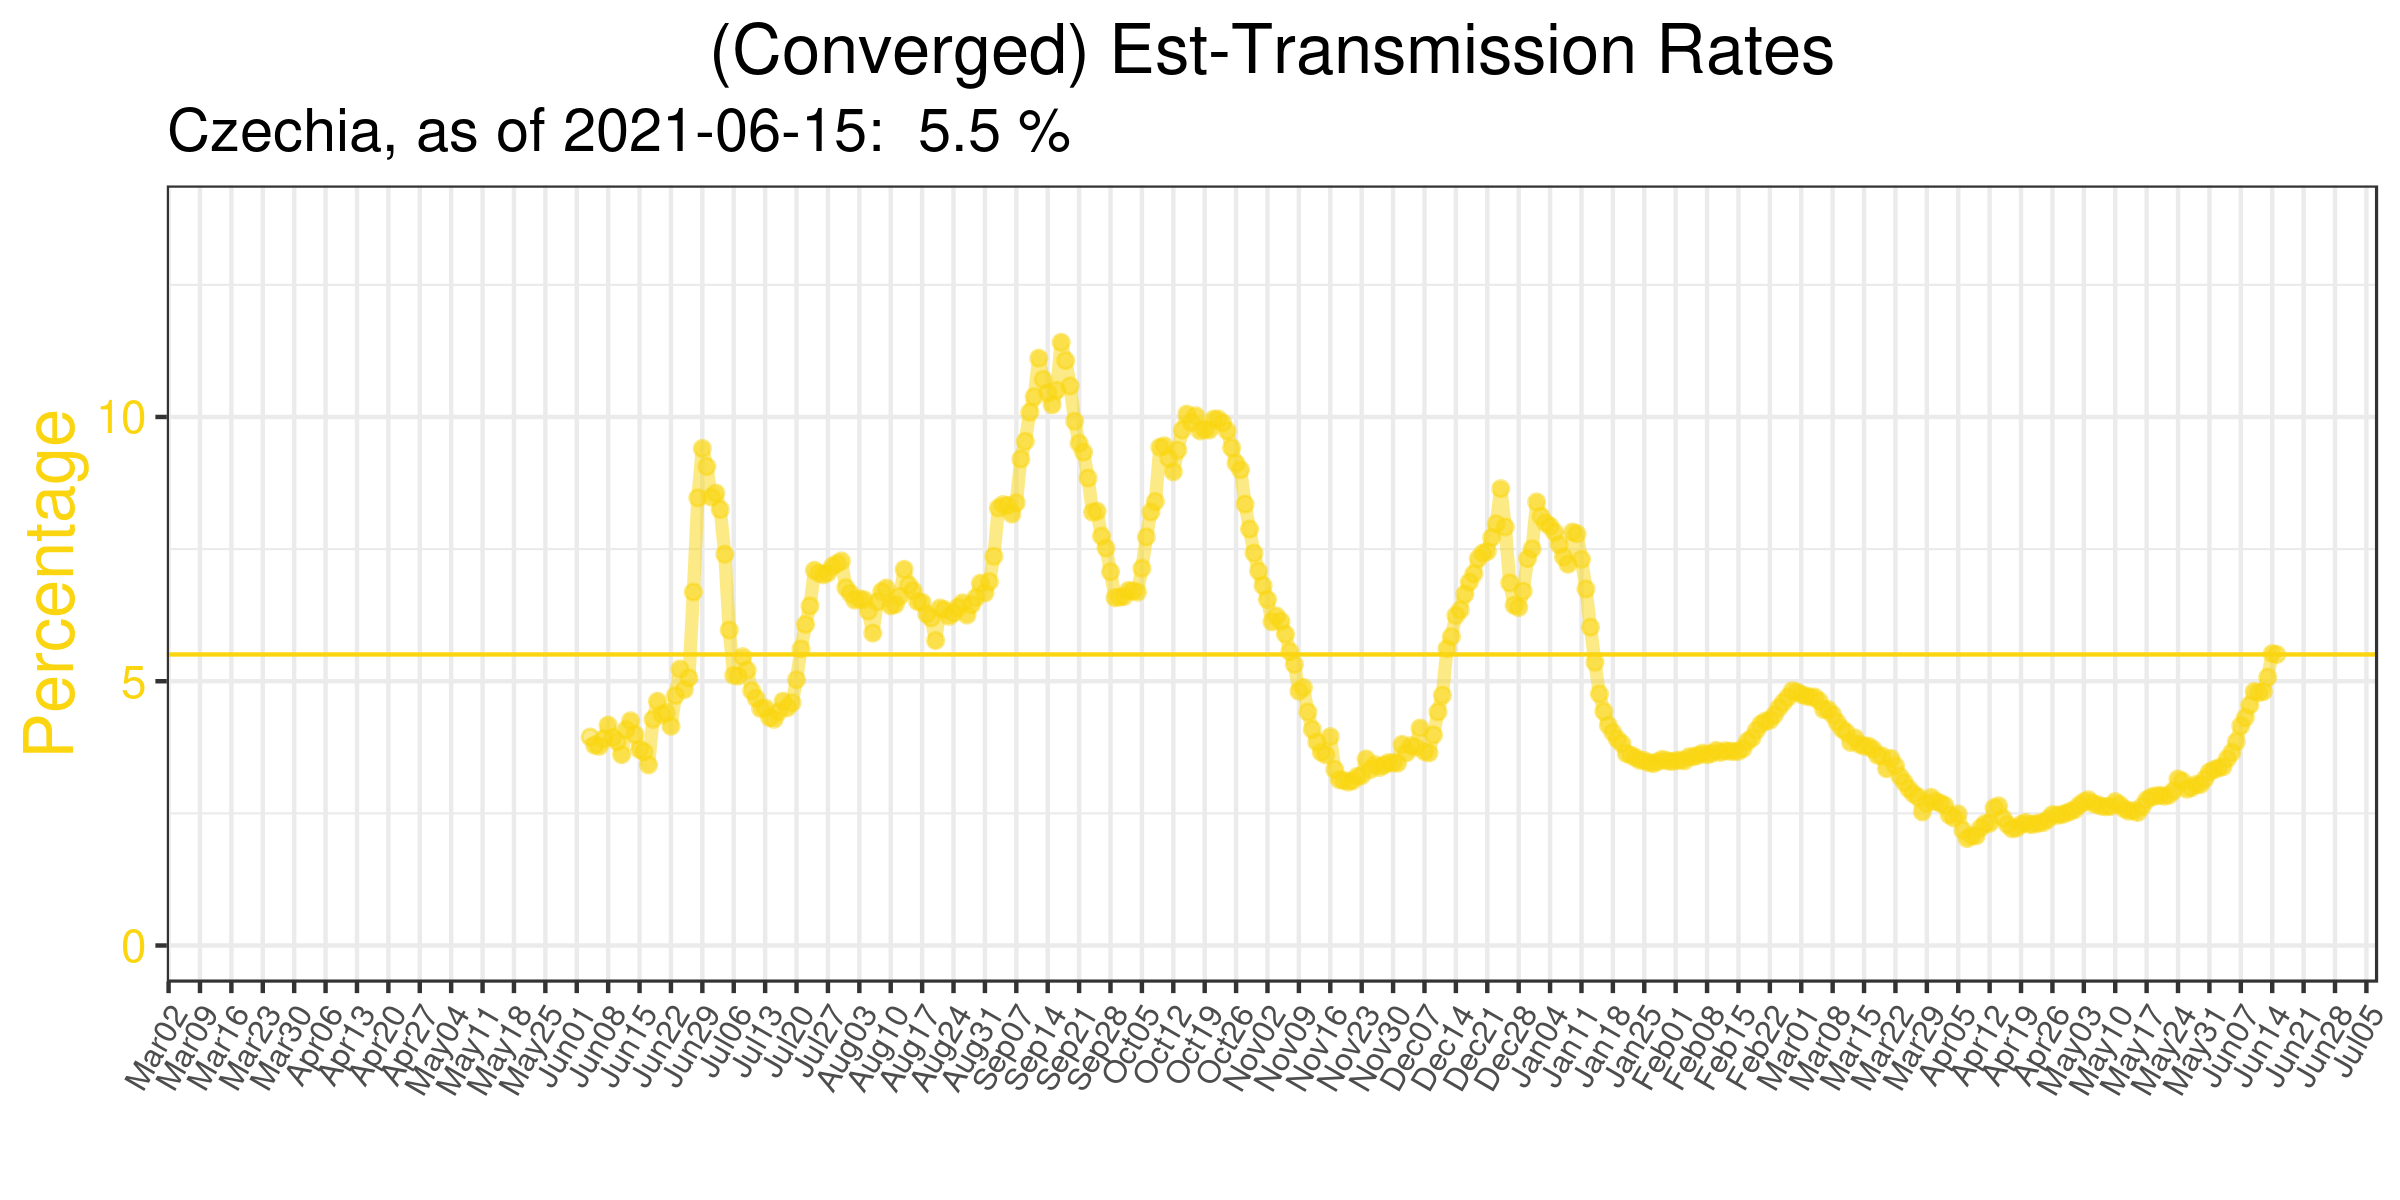 (Converged) Est-Transmission Rates
Czechia, as of 2021-06-15: 5.5 %
Percentage
10
5
0
Mar02
Mar09
Mar16
Mar23
Mar30
Apr06
Apr13
Apr20
Apr27
May04
May11
May18
May25
Jun01
Jun08
Jun15
Jun22
Jun29
Jul06
Jul13
Jul20
Jul27
Aug03
Aug10
Aug17
Aug24
Aug31
Sep07
Sep14
Sep21
Sep28
Oct05
Oct12
Oct19
Oct26
Nov02
Nov09
Nov16
Nov23
Nov30
Dec07
Dec14
Dec21
Dec28
Jan04
Jan11
Jan18
Jan25
Feb01
Feb08
Feb15
Feb22
Mar01
Mar08
Mar15
Mar22
Mar29
Apr05
Apr12
Apr19
Apr26
May03
May10
May17
May24
May31
Jun07
Jun14
Jun21
Jun28
Jul05